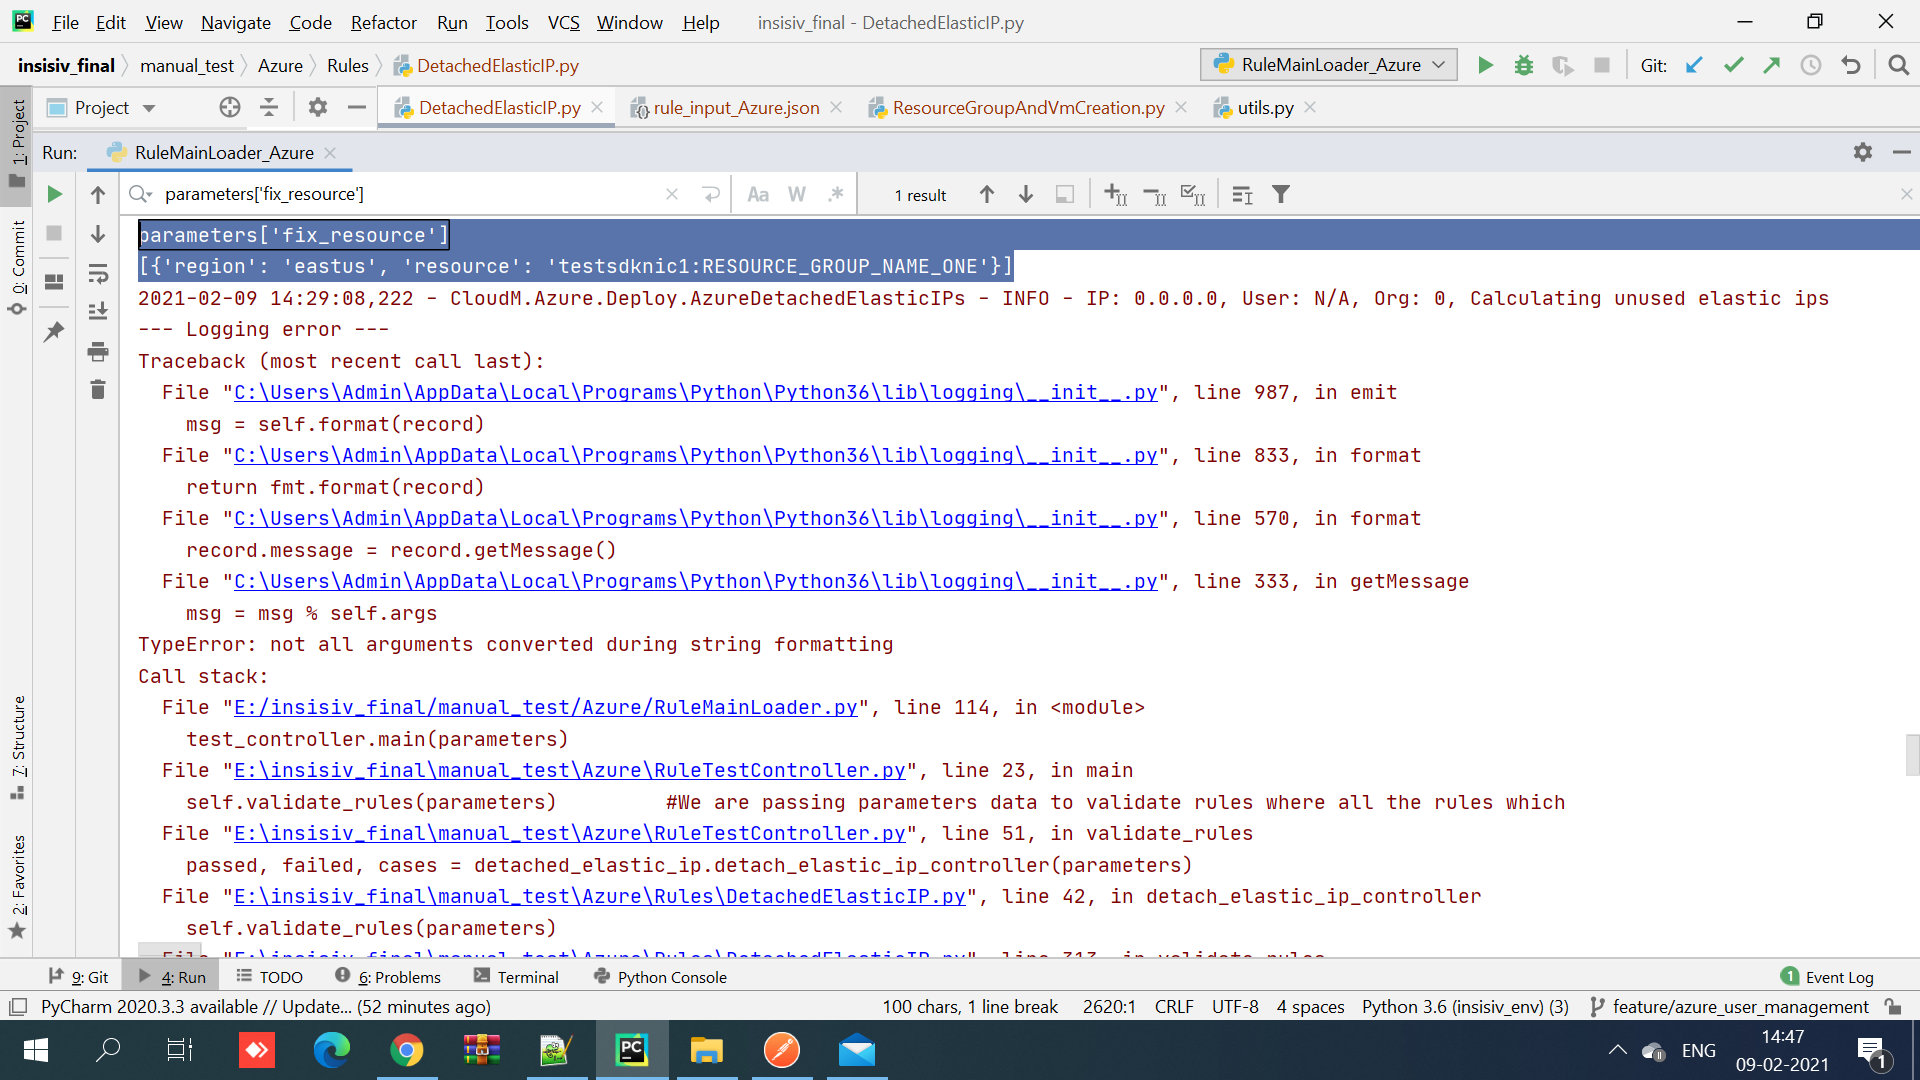 File Edit View Navigate Code Refactor Run Tools VCS Window Help insisiv_final - DetachedElasticIP.py
insisiv_final manual_test Azure Rules DetachedElasticIP.py RuleMainLoader_Azure Git:
Project DetachedElasticIP.py rule_input_Azure.json ResourceGroupAndVmCreation.py utils.py
Run: RuleMainLoader_Azure
parameters['fix_resource'] Aa W .* 1 result
parameters['fix_resource']
[{'region': 'eastus', 'resource': 'testsdknic1:RESOURCE_GROUP_NAME_ONE'}]
2021-02-09 14:29:08,222 - CloudM.Azure.Deploy.AzureDetachedElasticIPs - INFO - IP: 0.0.0.0, User: N/A, Org: 0, Calculating unused elastic ips
--- Logging error ---
Traceback (most recent call last):
File "C:\Users\Admin\AppData\Local\Programs\Python\Python36\lib\logging\__init__.py", line 987, in emit
msg = self.format(record)
File "C:\Users\Admin\AppData\Local\Programs\Python\Python36\lib\logging\__init__.py", line 833, in format
return fmt.format(record)
File "C:\Users\Admin\AppData\Local\Programs\Python\Python36\lib\logging\__init__.py", line 570, in format
record.message = record.getMessage()
File "C:\Users\Admin\AppData\Local\Programs\Python\Python36\lib\logging\__init__.py", line 333, in getMessage
msg = msg % self.args
TypeError: not all arguments converted during string formatting
Call stack:
File "E:/insisiv_final/manual_test/Azure/RuleMainLoader.py", line 114, in <module>
test_controller.main(parameters)
File "E:\insisiv_final\manual_test\Azure\RuleTestController.py", line 23, in main
self.validate_rules(parameters) #We are passing parameters data to validate rules where all the rules which
File "E:\insisiv_final\manual_test\Azure\RuleTestController.py", line 51, in validate_rules
passed, failed, cases = detached_elastic_ip.detach_elastic_ip_controller(parameters)
File "E:\insisiv_final\manual_test\Azure\Rules\DetachedElasticIP.py", line 42, in detach_elastic_ip_controller
self.validate_rules(parameters)
File "E:\insisiv_final\manual_test\Azure\Rules\DetachedElasticIP.py", line 313, in validate_rules
1: Project
0: Commit
7: Structure
2: Favorites
9: Git 4: Run TODO 6: Problems Terminal Python Console 1 Event Log
PyCharm 2020.3.3 available // Update... (52 minutes ago) 100 chars, 1 line break 2620:1 CRLF UTF-8 4 spaces Python 3.6 (insisiv_env) (3) feature/azure_user_management
PC ENG 14:47
09-02-2021 1